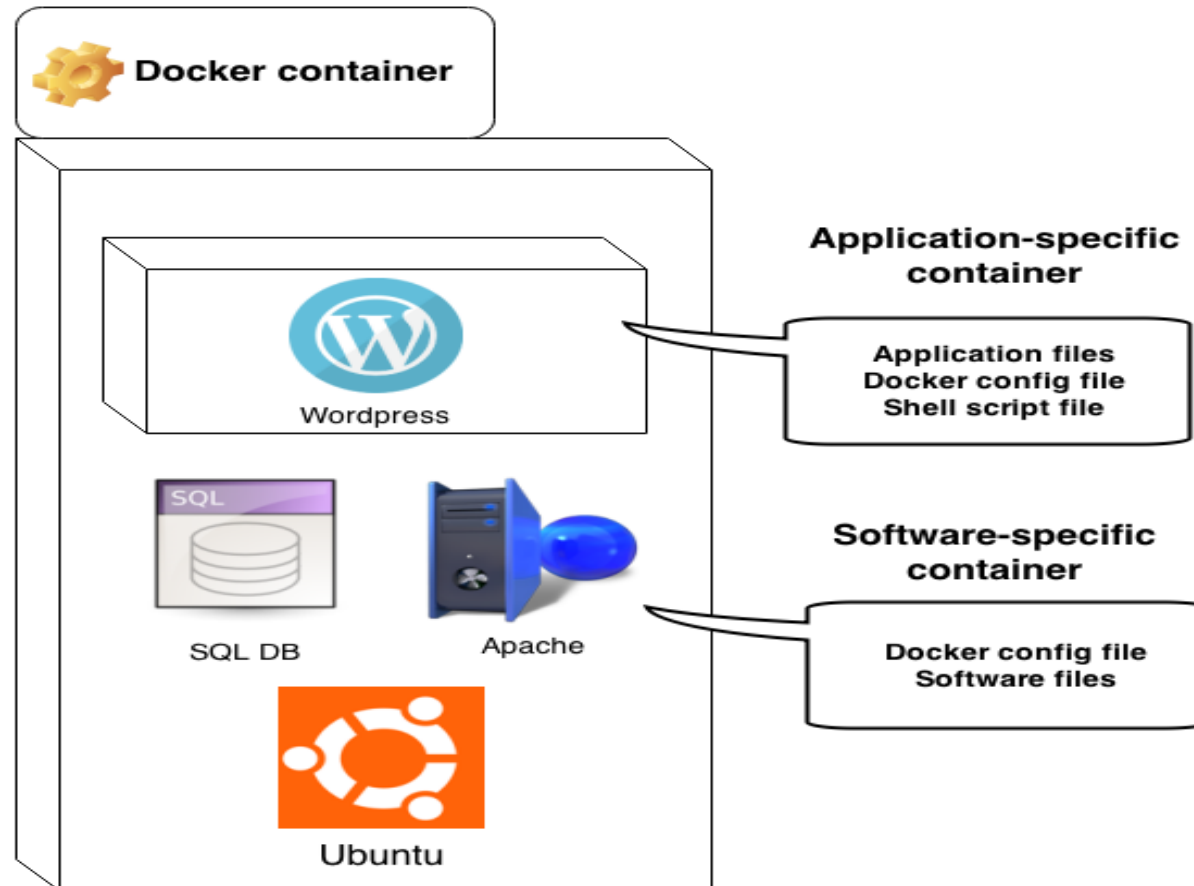 Docker container
Application-specific
container
Wordpress
Application files
Docker config file
Shell script file
SQL
SQL DB
Apache
Software-specific
container
Docker config file
Software files
Ubuntu